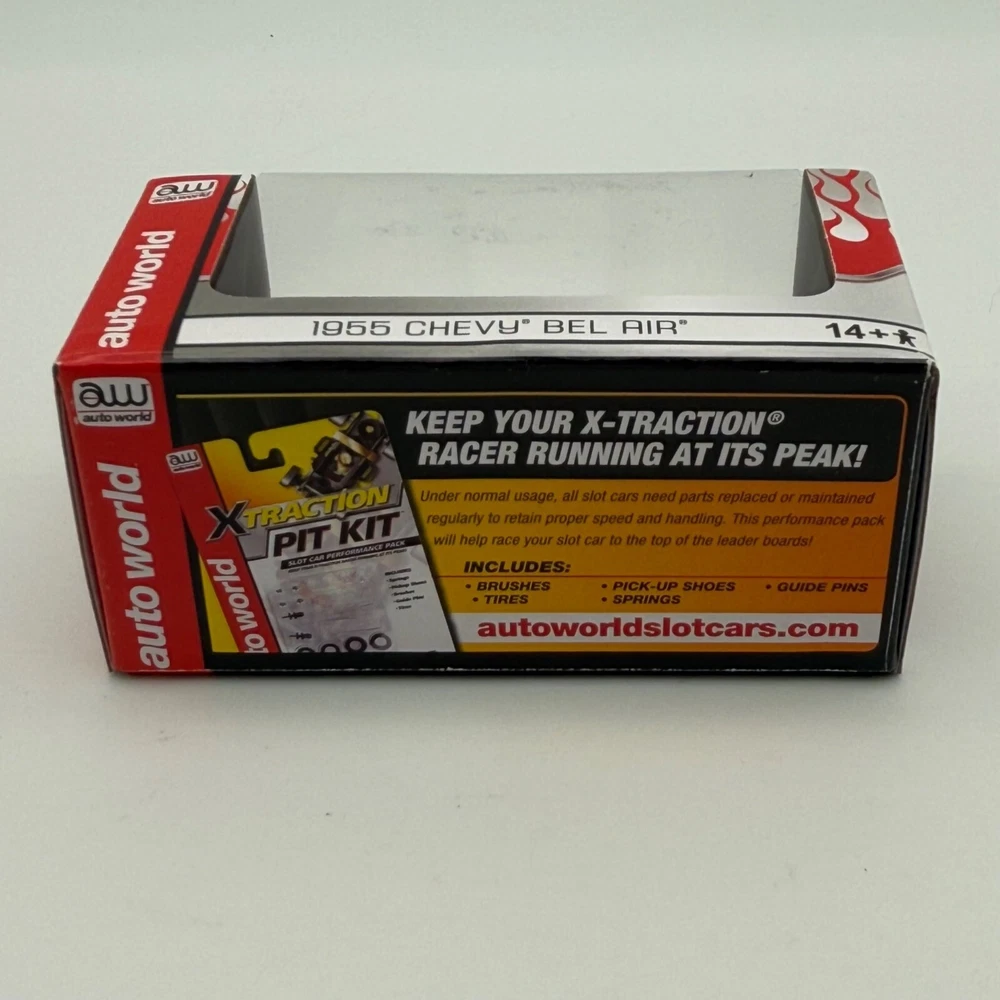 aw
auto world
auto world
1955 CHEVY® BEL AIR®
14+
aw
auto world
auto world
KEEP YOUR X-TRACTION®
RACER RUNNING AT ITS PEAK!
Under normal usage, all slot cars need parts replaced or maintained
regularly to retain proper speed and handling. This performance pack
will help race your slot car to the top of the leader boards!
INCLUDES:
• BRUSHES • PICK-UP SHOES • GUIDE PINS
• TIRES • SPRINGS
autoworldslotcars.com
aw
auto world
X-TRACTION
PIT KIT
SLOT CAR PERFORMANCE PACK
to world